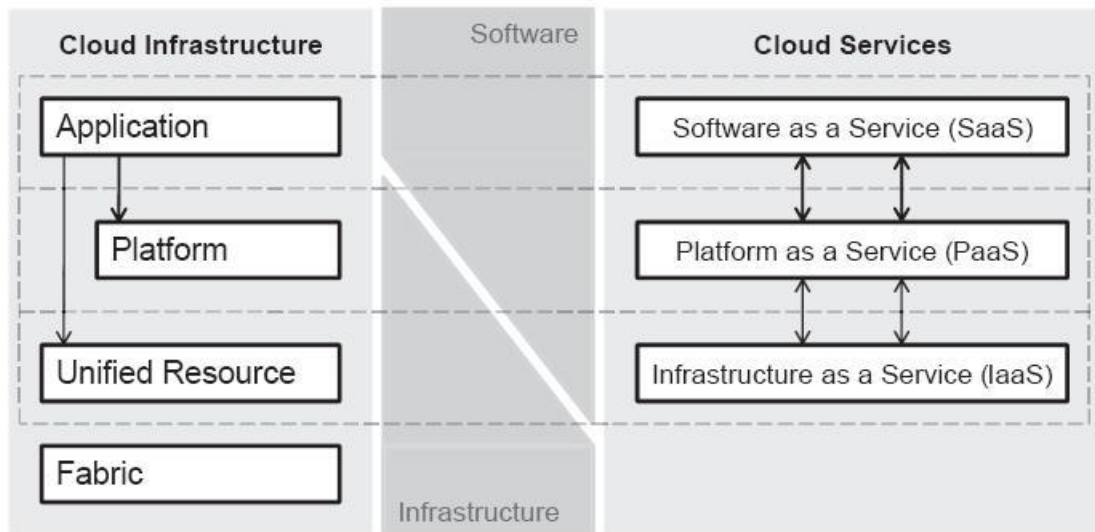 Cloud Infrastructure
Software
Cloud Services
Application
Software as a Service (SaaS)
Platform
Platform as a Service (PaaS)
Unified Resource
Infrastructure as a Service (IaaS)
Fabric
Infrastructure